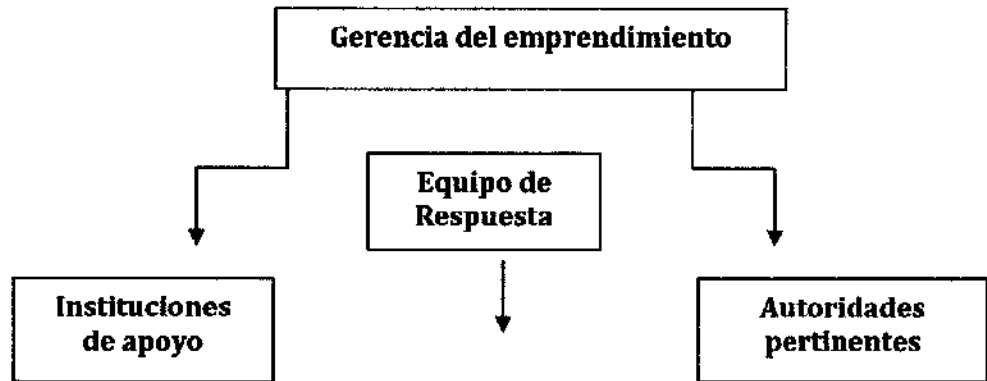 Gerencia del emprendimiento
Equipo de
Respuesta
Instituciones
de apoyo
Autoridades
pertinentes